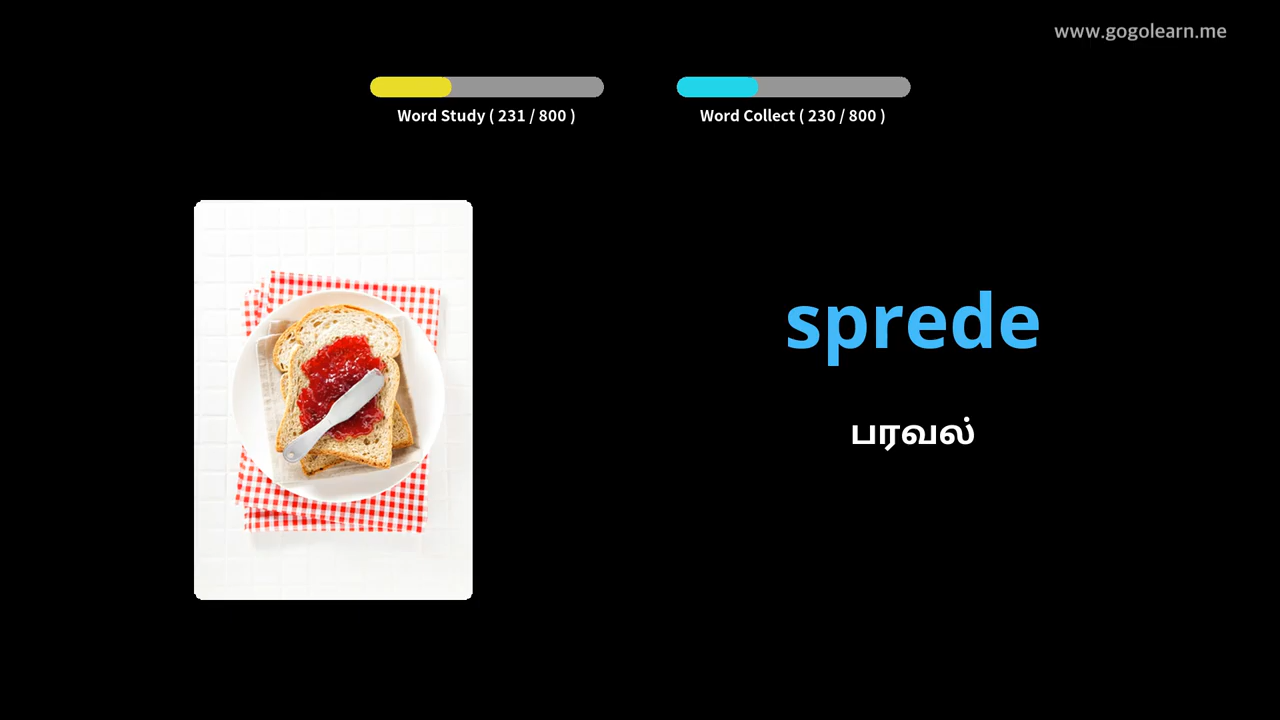 www.gogolearn.me
Word Study ( 231 / 800 )
Word Collect ( 230 / 800 )
sprede
பரவல்